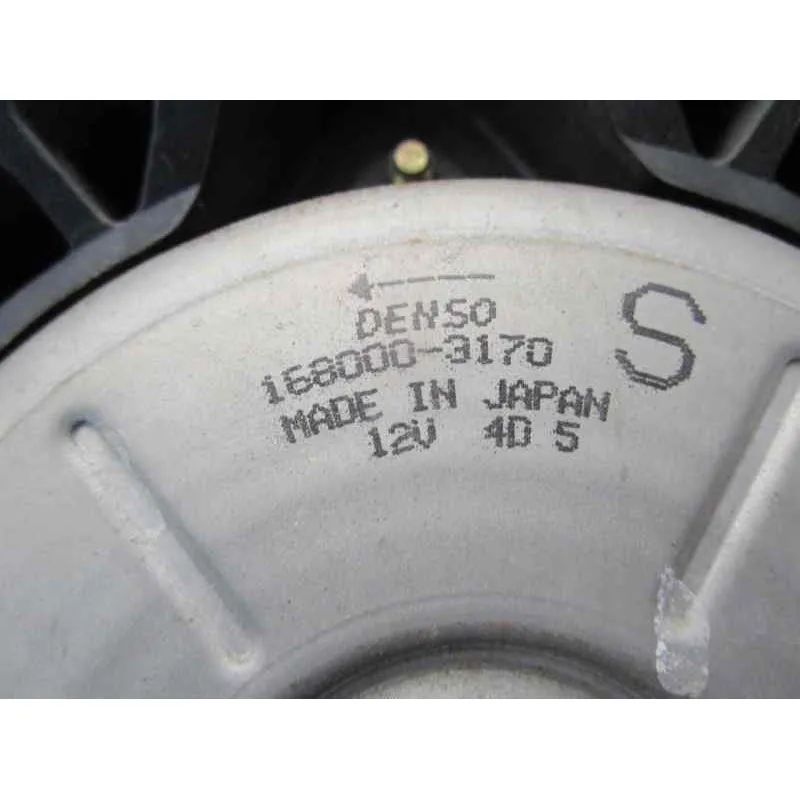 DENSO
168000-3170
MADE IN JAPAN
12V 4D 5
S